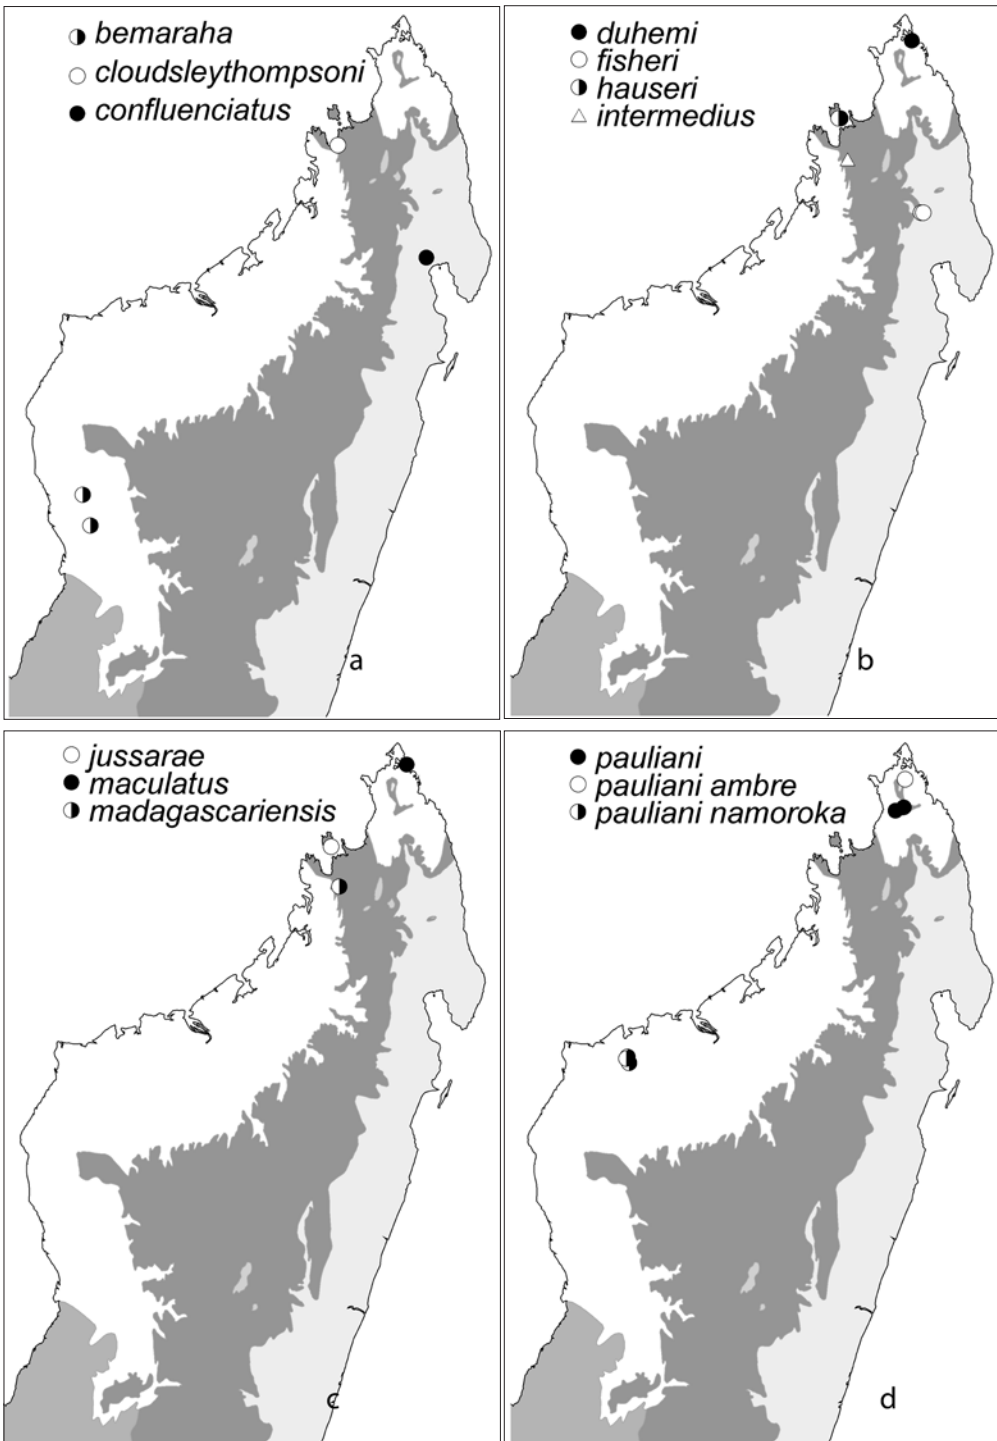 bemaraha
cloudsleythompsoni
confluenciatus
a
duhemi
fisheri
hauseri
intermedius
b
jussarae
maculatus
madagascariensis
c
pauliani
pauliani ambre
pauliani namoroka
d